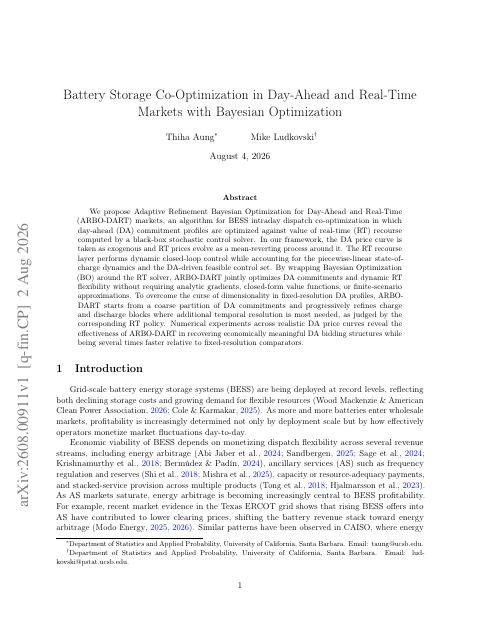 Battery Storage Co-Optimization in Day-Ahead and Real-Time
Markets with Bayesian Optimization
Thiha Aung* Mike Ludkovski†
August 4, 2026
Abstract
We propose Adaptive Refinement Bayesian Optimization for Day-Ahead and Real-Time
(ARBO-DART) markets, an algorithm for BESS intraday dispatch co-optimization in which
day-ahead (DA) commitment profiles are optimized against value of real-time (RT) recourse
computed by a black-box stochastic control solver. In our framework, the DA price curve is
taken as exogenous and RT prices evolve as a mean-reverting process around it. The RT recourse
layer performs dynamic closed-loop control while accounting for the piecewise-linear state-of-
charge dynamics and the DA-driven feasible control set. By wrapping Bayesian Optimization
(BO) around the RT solver, ARBO-DART jointly optimizes DA commitments and dynamic RT
flexibility without requiring analytic gradients, closed-form value functions, or finite-scenario
approximations. To overcome the curse of dimensionality in fixed-resolution DA profiles, ARBO-
DART starts from a coarse partition of DA commitments and progressively refines charge
and discharge blocks where additional temporal resolution is most needed, as judged by the
corresponding RT policy. Numerical experiments across realistic DA price curves reveal the
effectiveness of ARBO-DART in recovering economically meaningful DA bidding structures while
being several times faster relative to fixed-resolution comparators.
1 Introduction
Grid-scale battery energy storage systems (BESS) are being deployed at record levels, reflecting
both declining storage costs and growing demand for flexible resources (Wood Mackenzie & American
Clean Power Association, 2026; Cole & Karmakar, 2025). As more and more batteries enter wholesale
markets, profitability is increasingly determined not only by deployment scale but by how effectively
operators monetize market fluctuations day-to-day.
Economic viability of BESS depends on monetizing dispatch flexibility across several revenue
streams, including energy arbitrage (Abi Jaber et al., 2024; Sandbergen, 2025; Sage et al., 2024;
Krishnamurthy et al., 2018; Bermúdez & Padín, 2024), ancillary services (AS) such as frequency
regulation and reserves (Shi et al., 2018; Mishra et al., 2025), capacity or resource-adequacy payments,
and stacked-service provision across multiple products (Tong et al., 2018; Hjalmarsson et al., 2023).
As AS markets saturate, energy arbitrage is becoming increasingly central to BESS profitability.
For example, recent market evidence in the Texas ERCOT grid shows that rising BESS offers into
AS have contributed to lower clearing prices, shifting the battery revenue stack toward energy
arbitrage (Modo Energy, 2025, 2026). Similar patterns have been observed in CAISO, where energy
*Department of Statistics and Applied Probability, University of California, Santa Barbara. Email: taung@ucsb.edu.
†Department of Statistics and Applied Probability, University of California, Santa Barbara. Email: lud-
kovski@pstat.ucsb.edu.
1
arXiv:2608.00911v1 [q-fin.CP] 2 Aug 2026